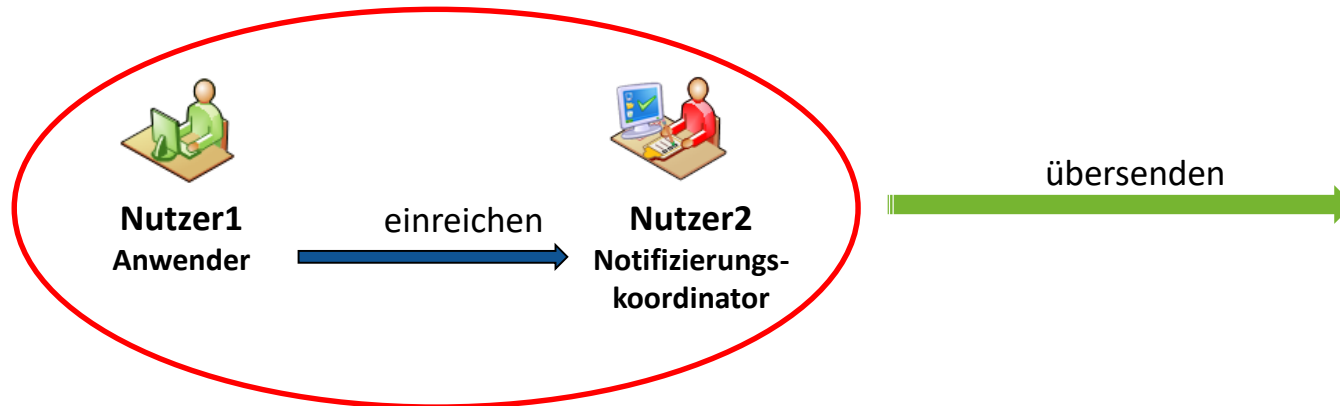 Nutzer1
Anwender
einreichen
Nutzer2
Notifizierungs-
koordinator
übersenden